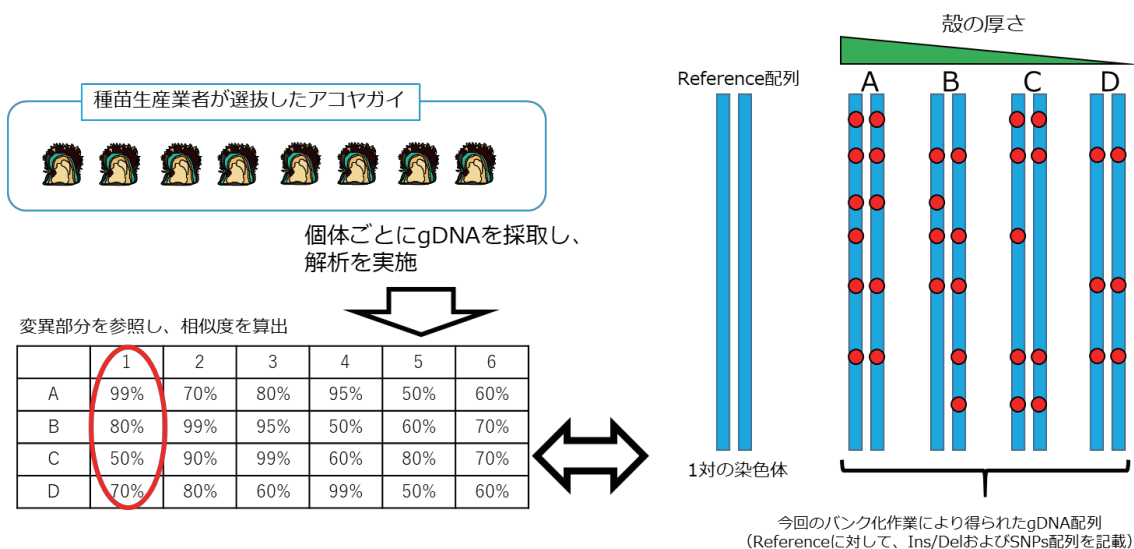 種苗生産業者が選抜したアコヤガイ
個体ごとにgDNAを採取し、
解析を実施
変異部分を参照し、相似度を算出
1 2 3 4 5 6
A 99% 70% 80% 95% 50% 60%
B 80% 99% 95% 50% 60% 70%
C 50% 90% 99% 60% 80% 70%
D 70% 80% 60% 99% 50% 60%
殻の厚さ
Reference配列
A B C D
1対の染色体
今回のバンク化作業により得られたgDNA配列
（Referenceに対して、Ins/DelおよびSNPs配列を記載）